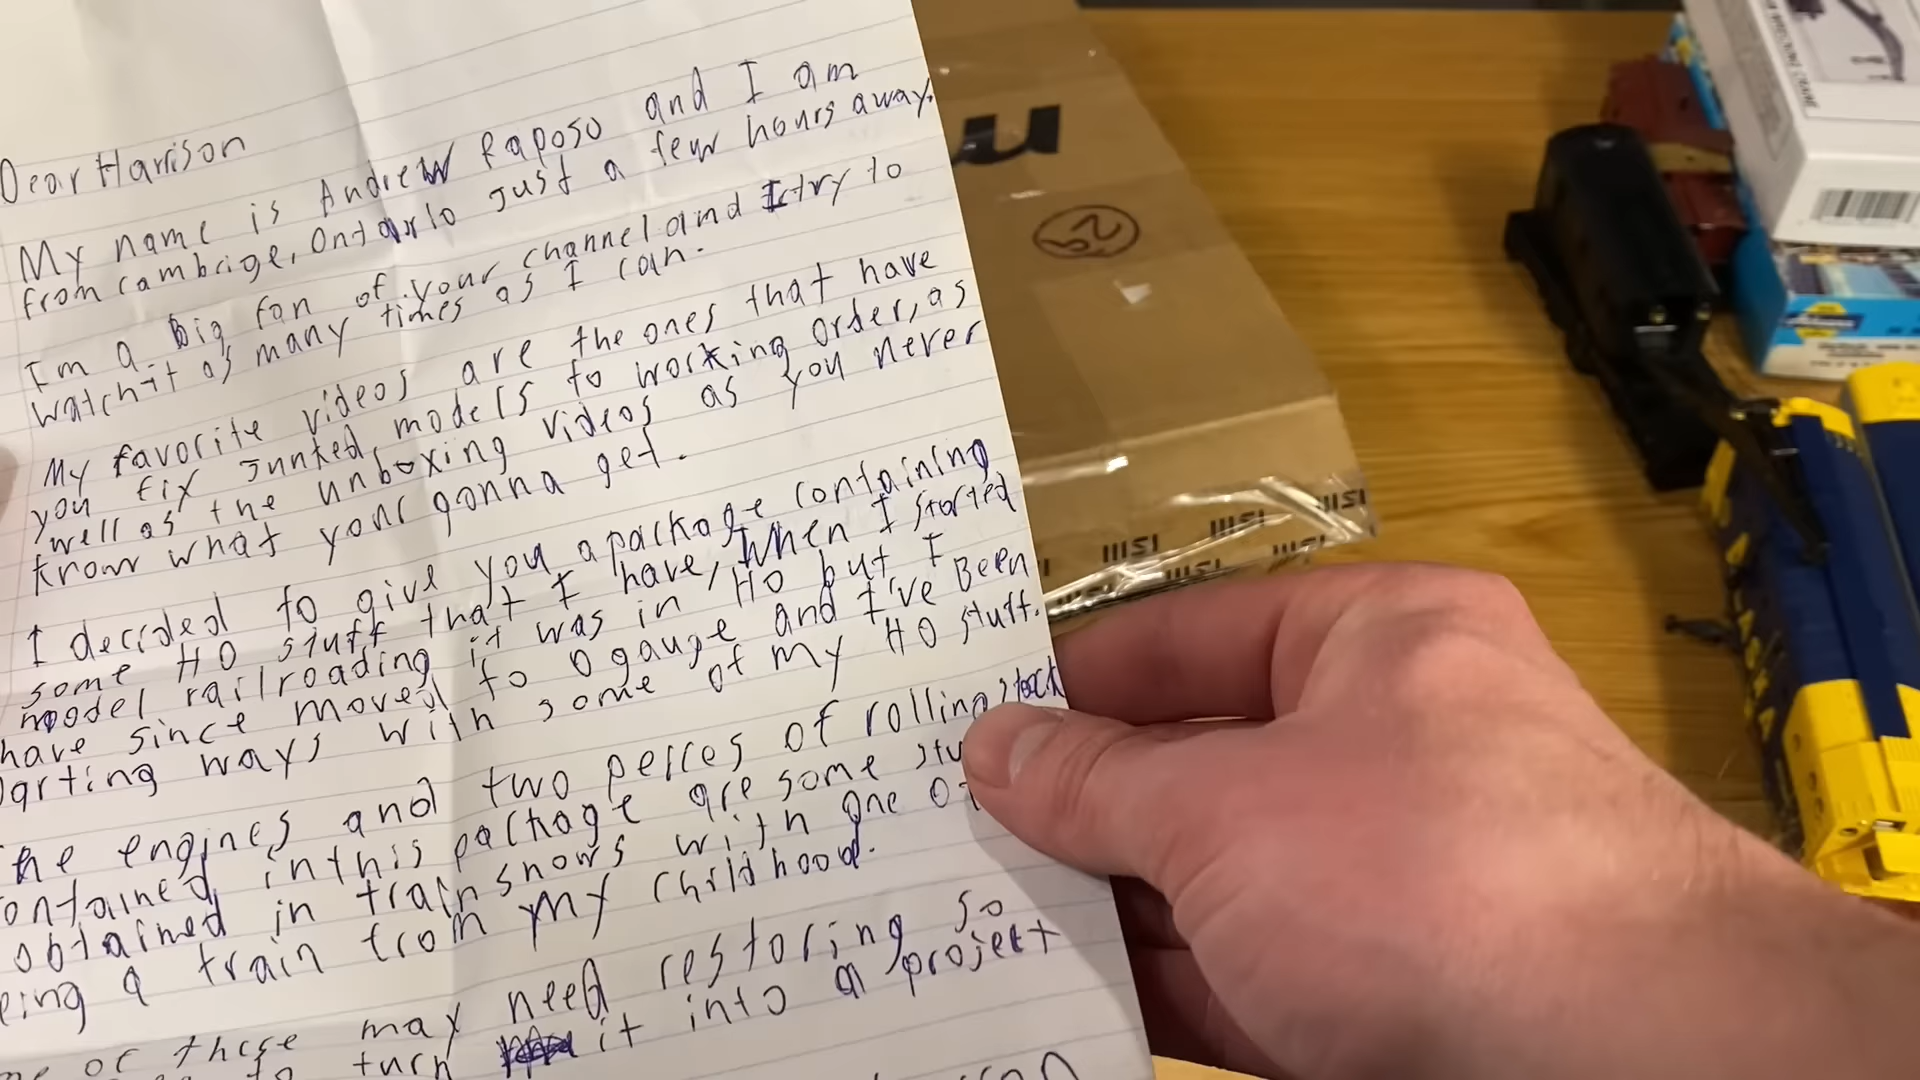 Dear Harrison
My name is Andrew Raposo and I am
from cambrige, Ontario just a few hours away.
I'm a Big fan of your channel and I try to
watch it as many times as I can.
My favorite videos are the ones that have
you fix junked models to working order, as
well as the unboxing videos as you never
know what your gonna get.
I decided to give you a package containing
some HO stuff that I have, when I started
model railroading it was in HO but I
have since moved to O gauge and I've Been
parting ways with some of my HO stuff.
The engines and two peices of rolling stock
contained in this package are some stu
obtained in train shows with one of
being a train from my childhood.
of these may need restoring so
turn it into a project